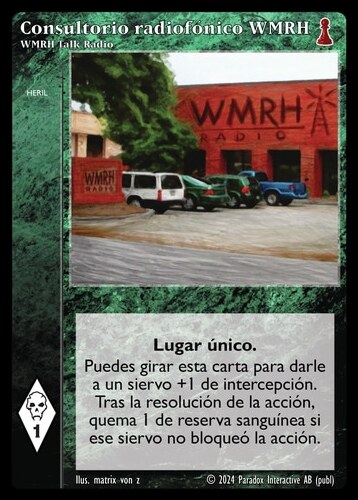 Consultorio radiofónico WMRH
WMRH Talk Radio
HERIL
WMRH
RADIO
WMRH
RADIO
Lugar único.
Puedes girar esta carta para darle
a un siervo +1 de intercepción.
Tras la resolución de la acción,
quema 1 de reserva sanguínea si
ese siervo no bloqueó la acción.
1
Ilus. matrix von z
© 2024 Paradox Interactive AB (publ)